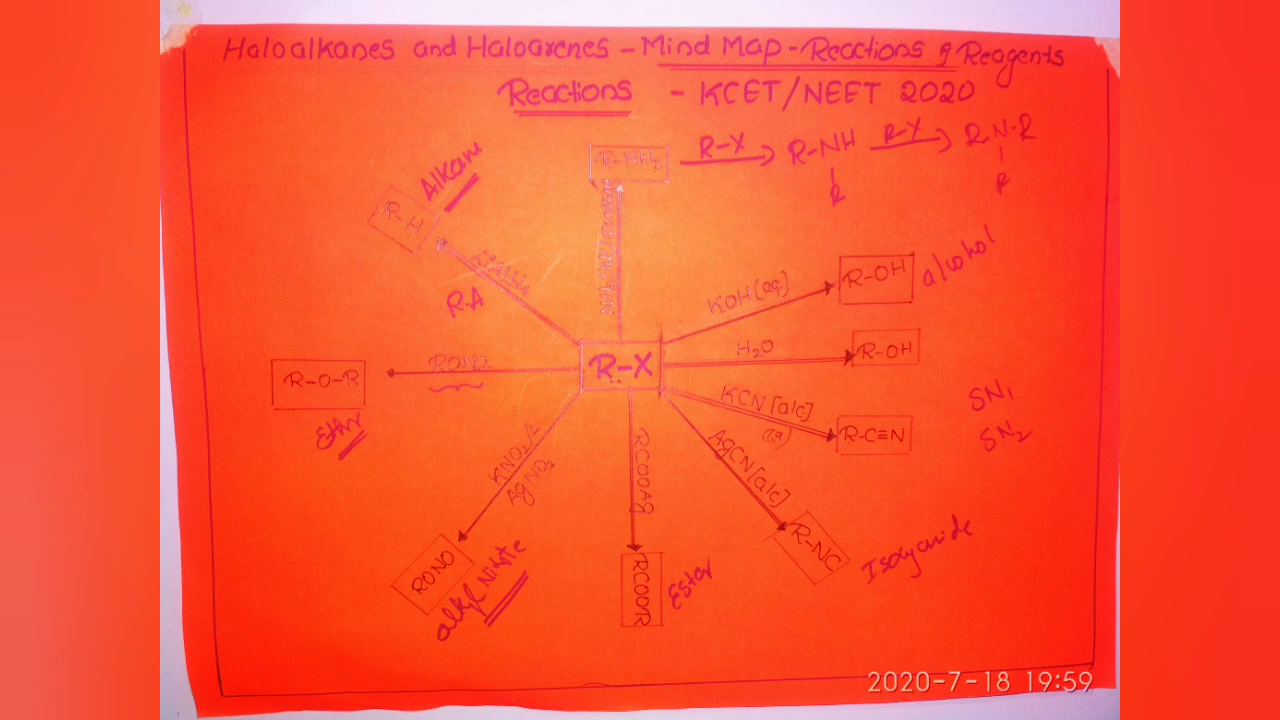 Haloalkanes and Haloarenes - Mind Map - Reactions & Reagents
Reactions - KCET/NEET 2020
R-NH₂ R-X R-NH R-X R-N-R
R R
Alkane
R-H
LiAlH₄
R.A
KOH[aq]
R-OH
alcohol
H₂O
R-OH
R-X
R-O-R
Ether
KCN[alc]
R-C≡N
SN₁
SN₂
AgCN[alc]
R-NC
Isocyanide
RCOOAg
RCOOR
Ester
KNO₂/L
AgNO₂
RONO
alkyl Nitrite
2020-7-18 19:59